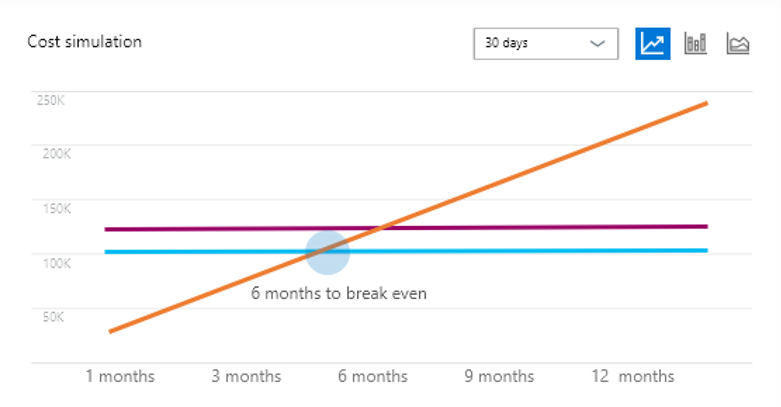 Cost simulation
30 days
250K
200K
150K
100K
50K
6 months to break even
1 months 3 months 6 months 9 months 12 months